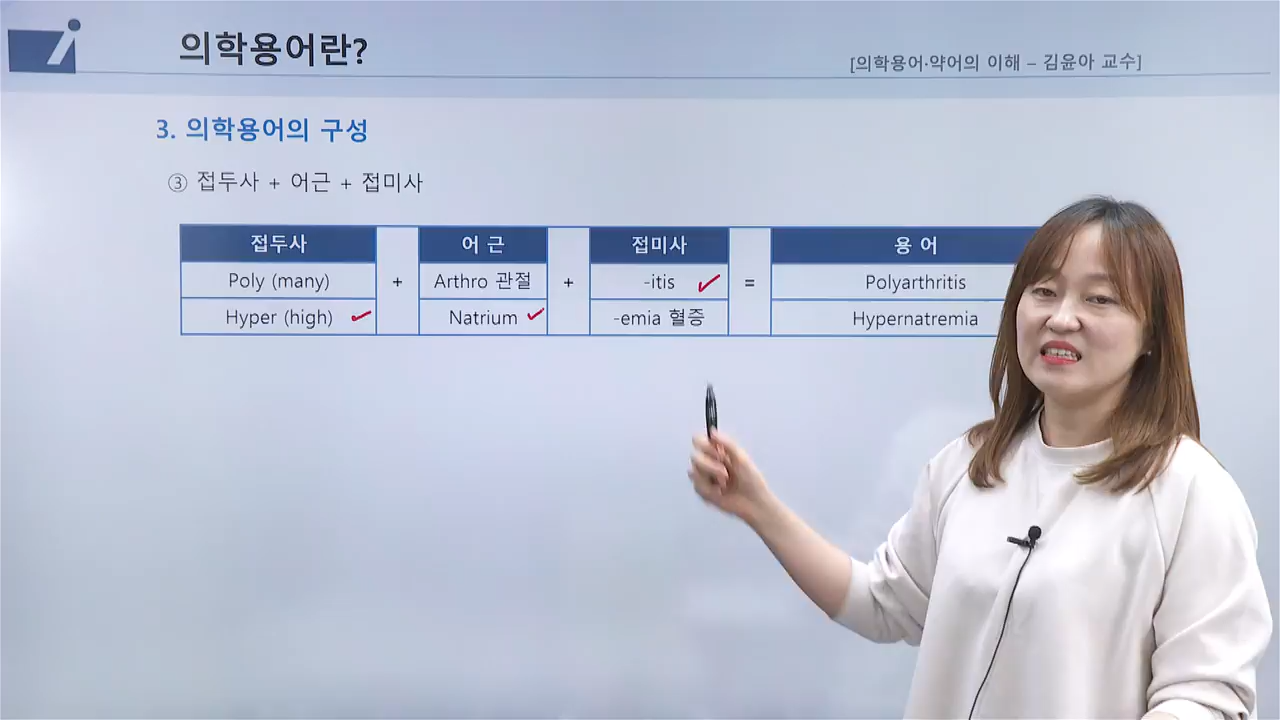 의학용어란?
[의학용어·약어의 이해 – 김윤아 교수]
3. 의학용어의 구성
③ 접두사 + 어근 + 접미사
접두사 어 근 접미사 용 어
Poly (many) + Arthro 관절 + -itis = Polyarthritis
Hyper (high) Natrium -emia 혈증 Hypernatremia